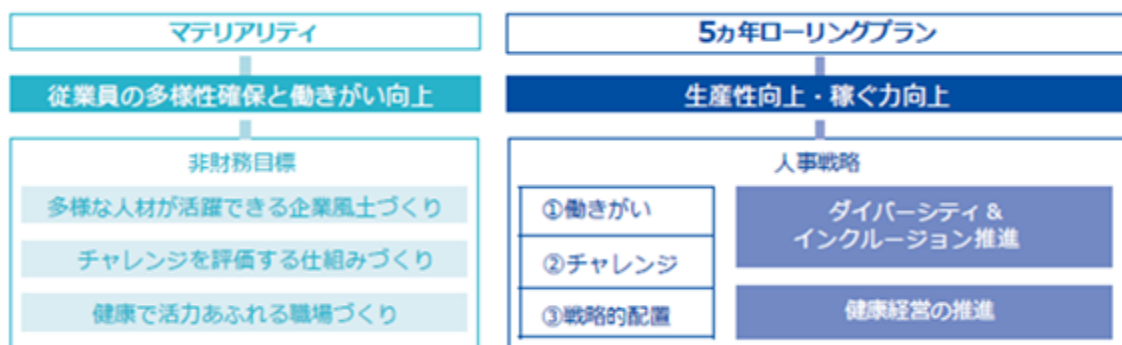 マテリアリティ
従業員の多様性確保と働きがい向上
非財務目標
多様な人材が活躍できる企業風土づくり
チャレンジを評価する仕組みづくり
健康で活力あふれる職場づくり
5カ年ローリングプラン
生産性向上・稼ぐ力向上
人事戦略
①働きがい
②チャレンジ
③戦略的配置
ダイバーシティ&
インクルージョン推進
健康経営の推進